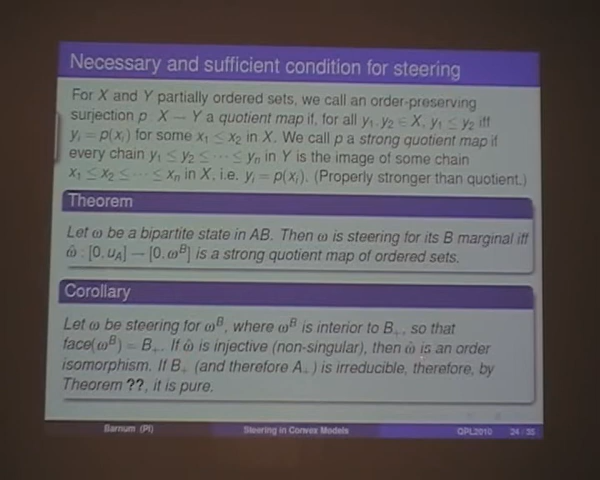 Necessary and sufficient condition for steering
For X and Y partially ordered sets, we call an order-preserving
surjection p X → Y a quotient map if, for all y₁, y₂ ∈ X, y₁ ≤ y₂ iff
yᵢ = p(xᵢ) for some x₁ ≤ x₂ in X. We call p a strong quotient map if
every chain y₁ ≤ y₂ ≤ ··· ≤ yₙ in Y is the image of some chain
x₁ ≤ x₂ ≤ ··· ≤ xₙ in X, i.e. yᵢ = p(xᵢ). (Properly stronger than quotient.)
Theorem
Let ω be a bipartite state in AB. Then ω is steering for its B marginal iff
ω̂ : [0, u_A] → [0, ω^B] is a strong quotient map of ordered sets.
Corollary
Let ω be steering for ω^B, where ω^B is interior to B₊, so that
face(ω^B) = B₊. If ω̂ is injective (non-singular), then ω̂ is an order
isomorphism. If B₊ (and therefore A₊) is irreducible, therefore, by
Theorem ??, it is pure.
Barnum (PI) Steering in Convex Models QPL2010 24 / 35